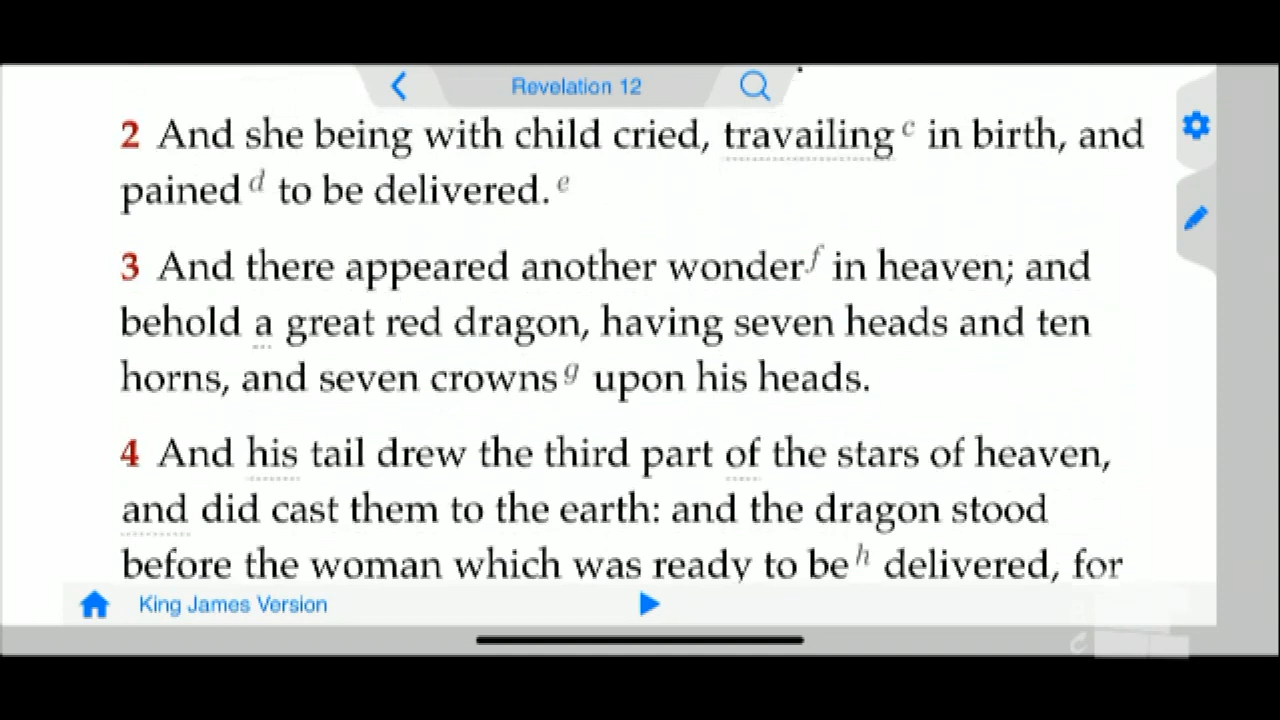 Revelation 12
2 And she being with child cried, travailing c in birth, and
pained d to be delivered. e
3 And there appeared another wonder f in heaven; and
behold a great red dragon, having seven heads and ten
horns, and seven crowns g upon his heads.
4 And his tail drew the third part of the stars of heaven,
and did cast them to the earth: and the dragon stood
before the woman which was ready to be h delivered, for
King James Version